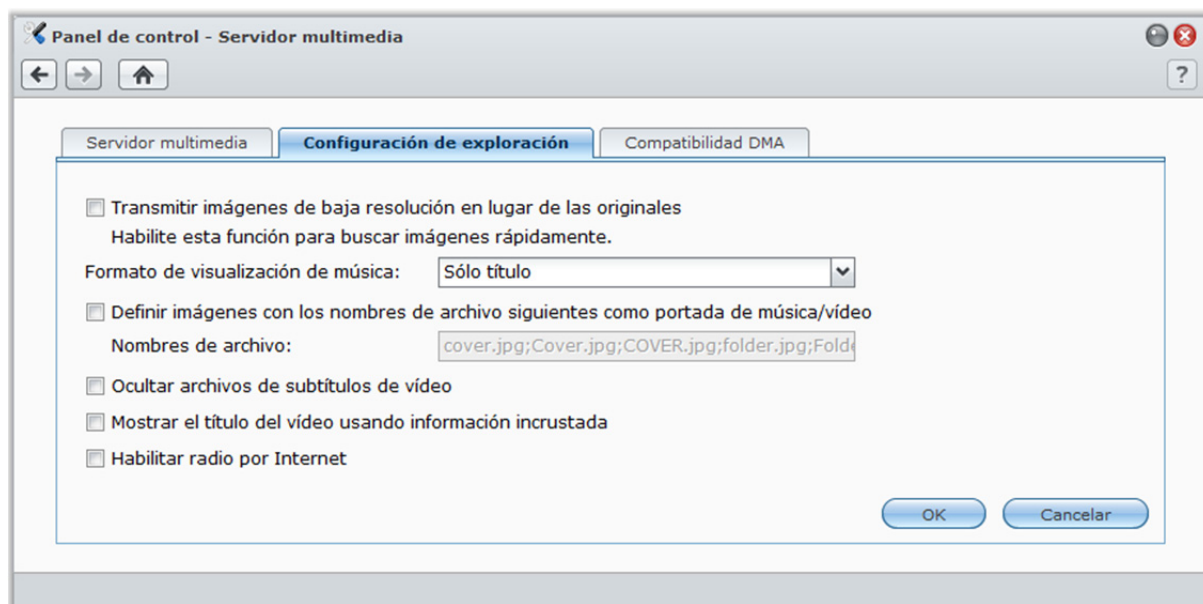 Panel de control - Servidor multimedia
?
Servidor multimedia
Configuración de exploración
Compatibilidad DMA
Transmitir imágenes de baja resolución en lugar de las originales
Habilite esta función para buscar imágenes rápidamente.
Formato de visualización de música: Sólo título
Definir imágenes con los nombres de archivo siguientes como portada de música/vídeo
Nombres de archivo: cover.jpg;Cover.jpg;COVER.jpg;folder.jpg;Folde
Ocultar archivos de subtítulos de vídeo
Mostrar el título del vídeo usando información incrustada
Habilitar radio por Internet
OK
Cancelar